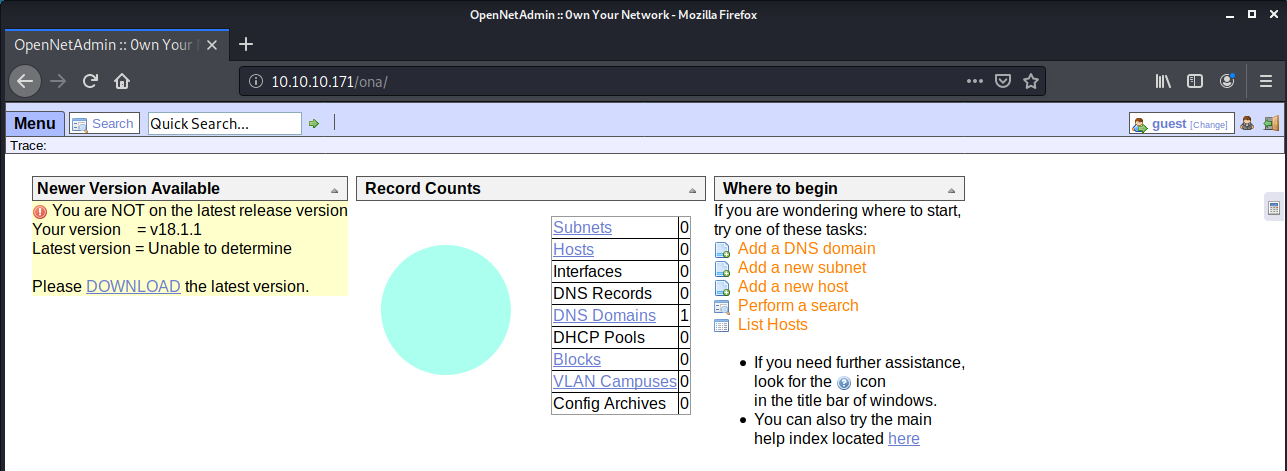 OpenNetAdmin :: 0wn Your Network - Mozilla Firefox
OpenNetAdmin :: 0wn Your
10.10.10.171/ona/
Menu
Search
Quick Search...
guest [Change]
Trace:
Newer Version Available
You are NOT on the latest release version
Your version = v18.1.1
Latest version = Unable to determine
Please DOWNLOAD the latest version.
Record Counts
Subnets 0
Hosts 0
Interfaces 0
DNS Records 0
DNS Domains 1
DHCP Pools 0
Blocks 0
VLAN Campuses 0
Config Archives 0
Where to begin
If you are wondering where to start,
try one of these tasks:
Add a DNS domain
Add a new subnet
Add a new host
Perform a search
List Hosts
If you need further assistance,
look for the icon
in the title bar of windows.
You can also try the main
help index located here